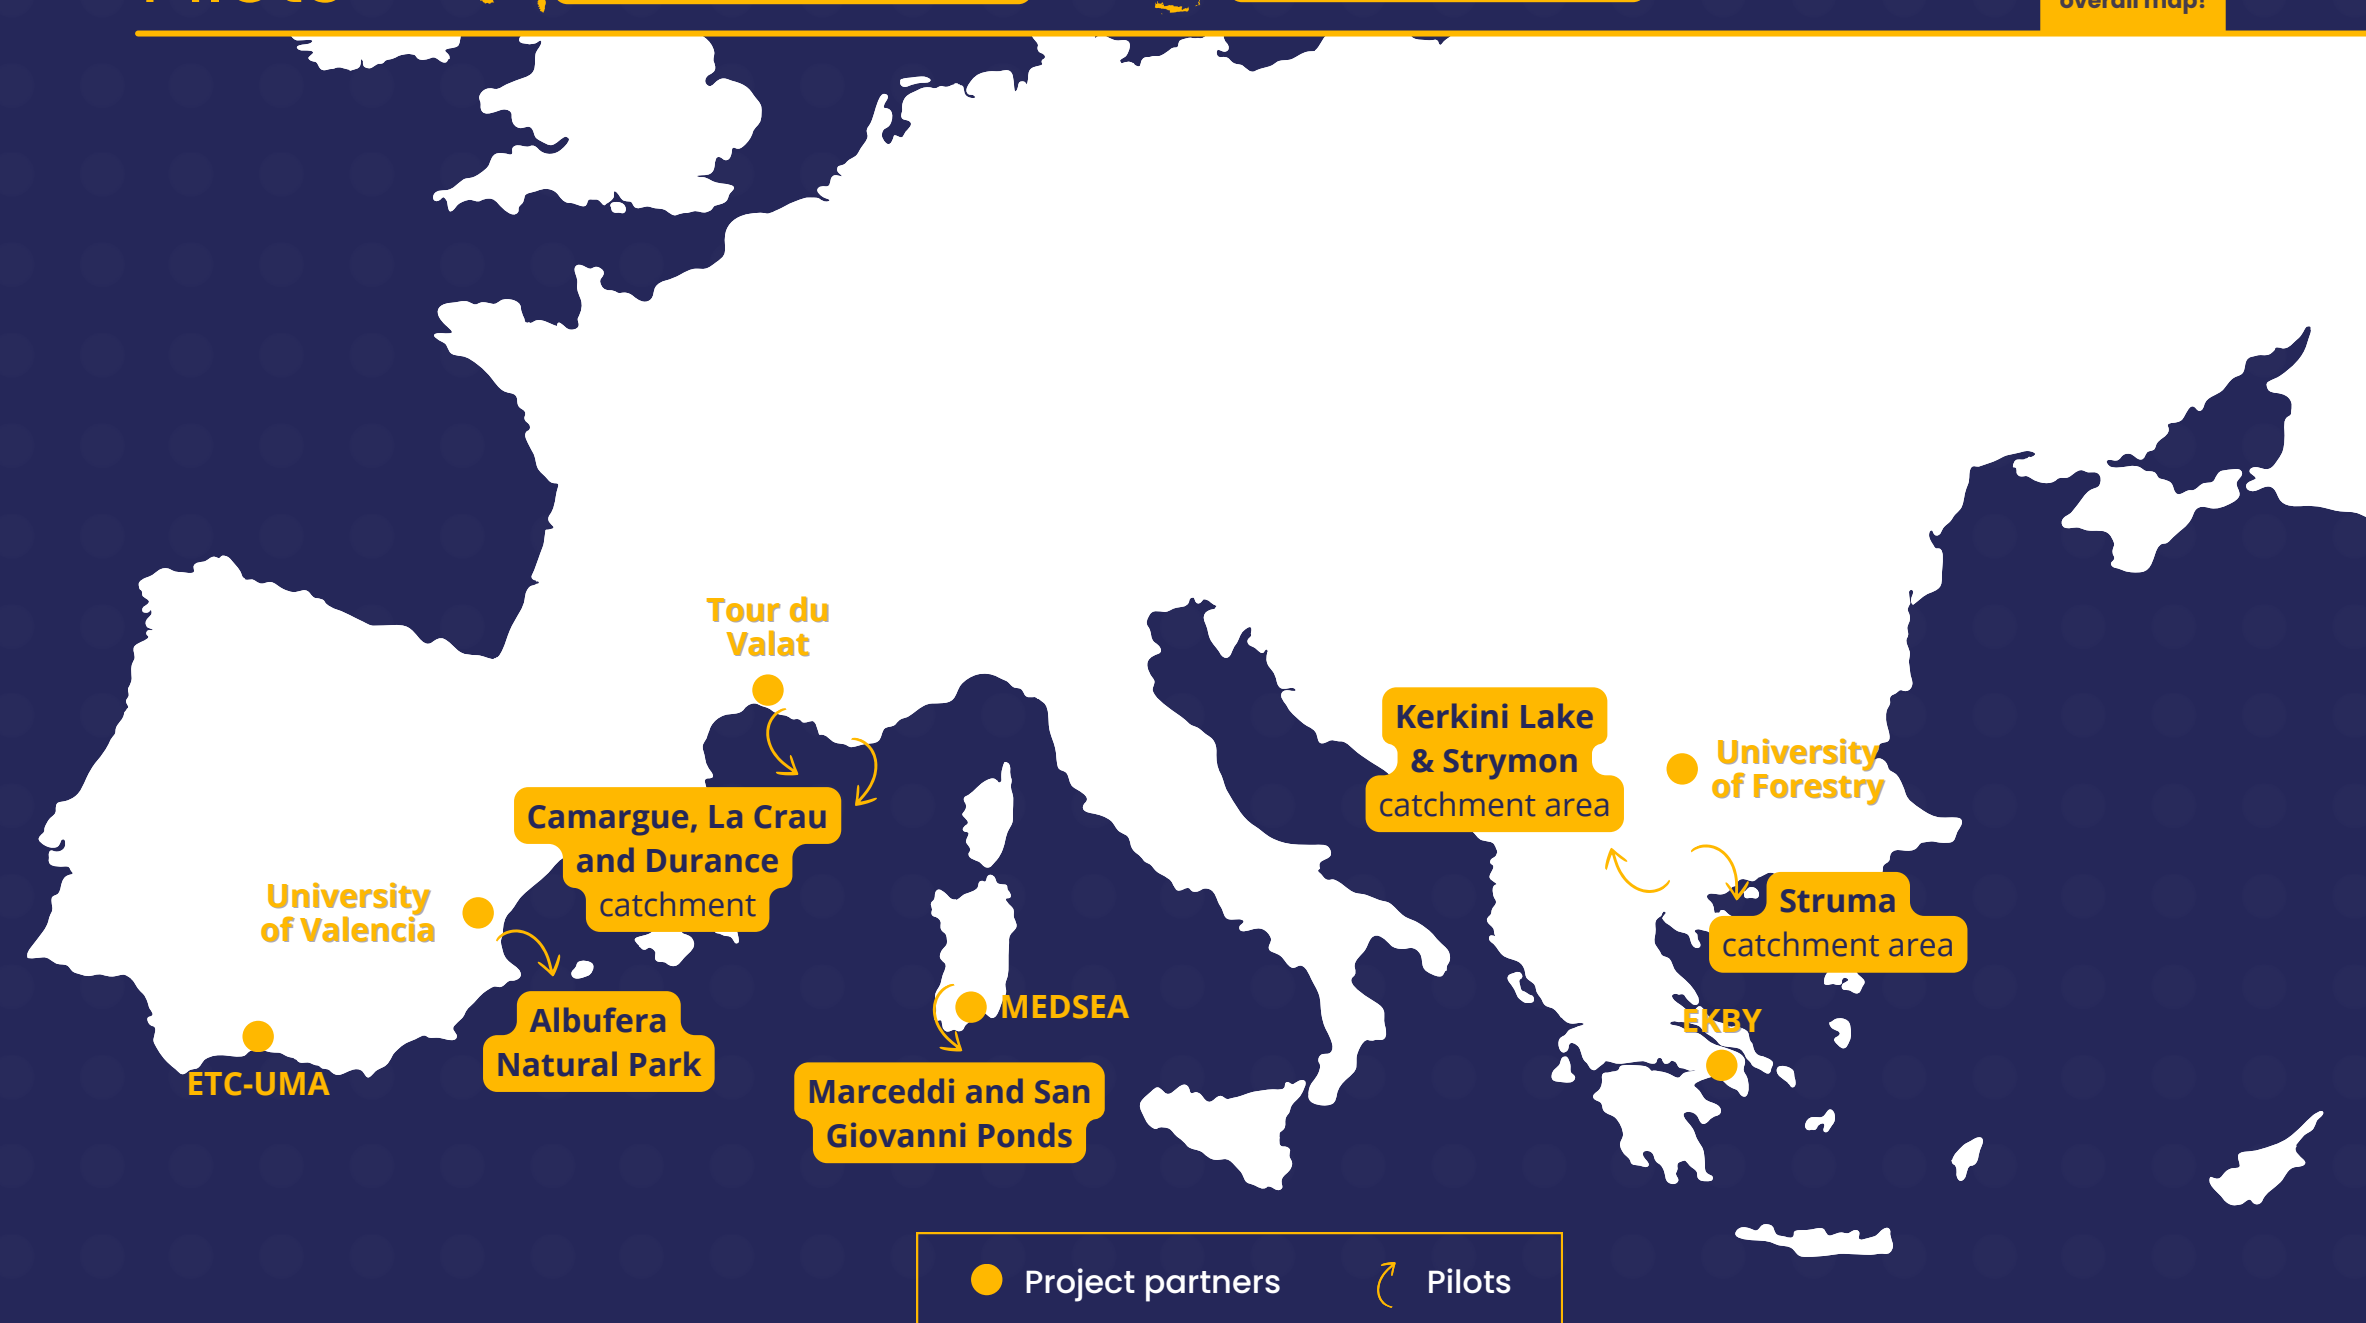 overall map!
Tour du
Valat
Kerkini Lake
& Strymon
catchment area
University
of Forestry
Camargue, La Crau
and Durance
catchment
University
of Valencia
Struma
catchment area
MEDSEA
EKBY
Albufera
Natural Park
ETC-UMA
Marceddi and San
Giovanni Ponds
Project partners
Pilots